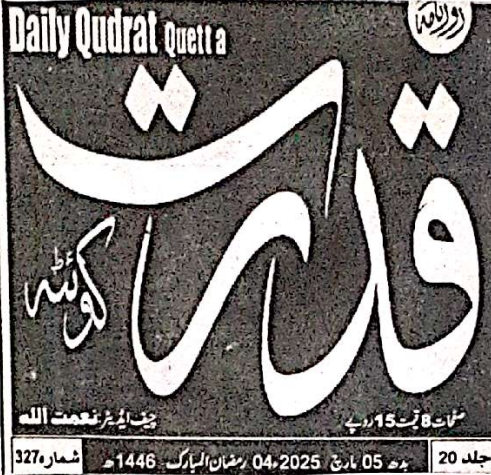 Daily Qudrat Quetta
روزنامہ
قدرت
کوئٹہ
صفحات 8 قیمت 15 روپے
چیف ایڈیٹر نعمت اللہ
جلد 20 بدھ 05 مارچ 2025ء 04 رمضان المبارک 1446ھ شمارہ 327